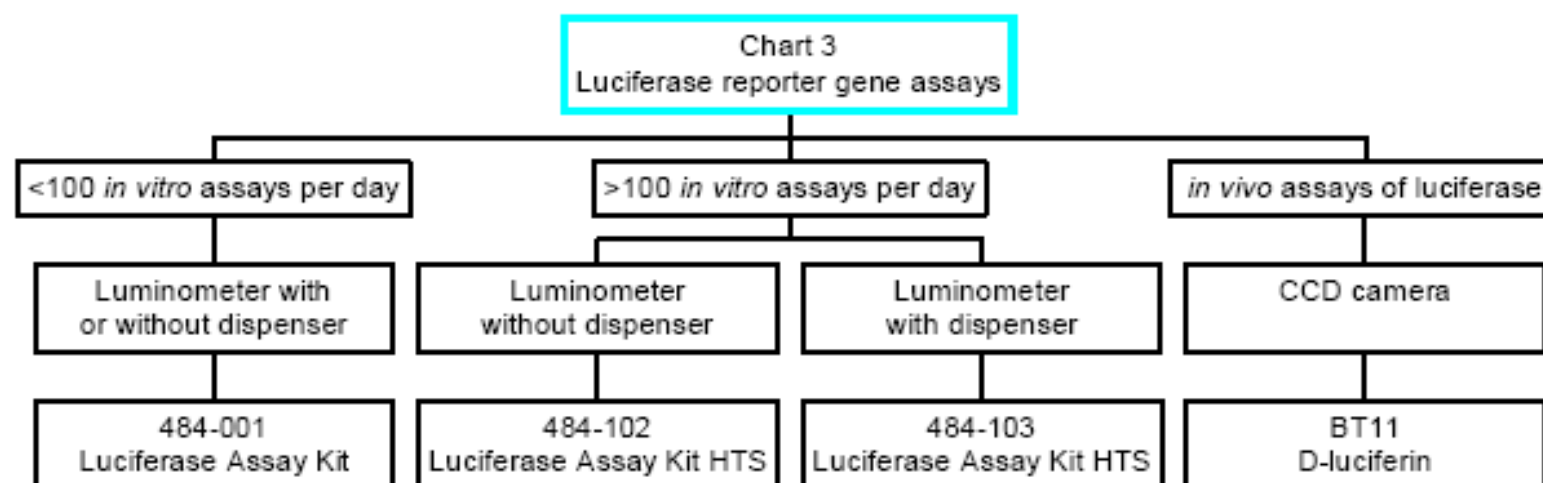 Chart 3
Luciferase reporter gene assays
<100 in vitro assays per day
>100 in vitro assays per day
in vivo assays of luciferase
Luminometer with
or without dispenser
Luminometer
without dispenser
Luminometer
with dispenser
CCD camera
484-001
Luciferase Assay Kit
484-102
Luciferase Assay Kit HTS
484-103
Luciferase Assay Kit HTS
BT11
D-luciferin